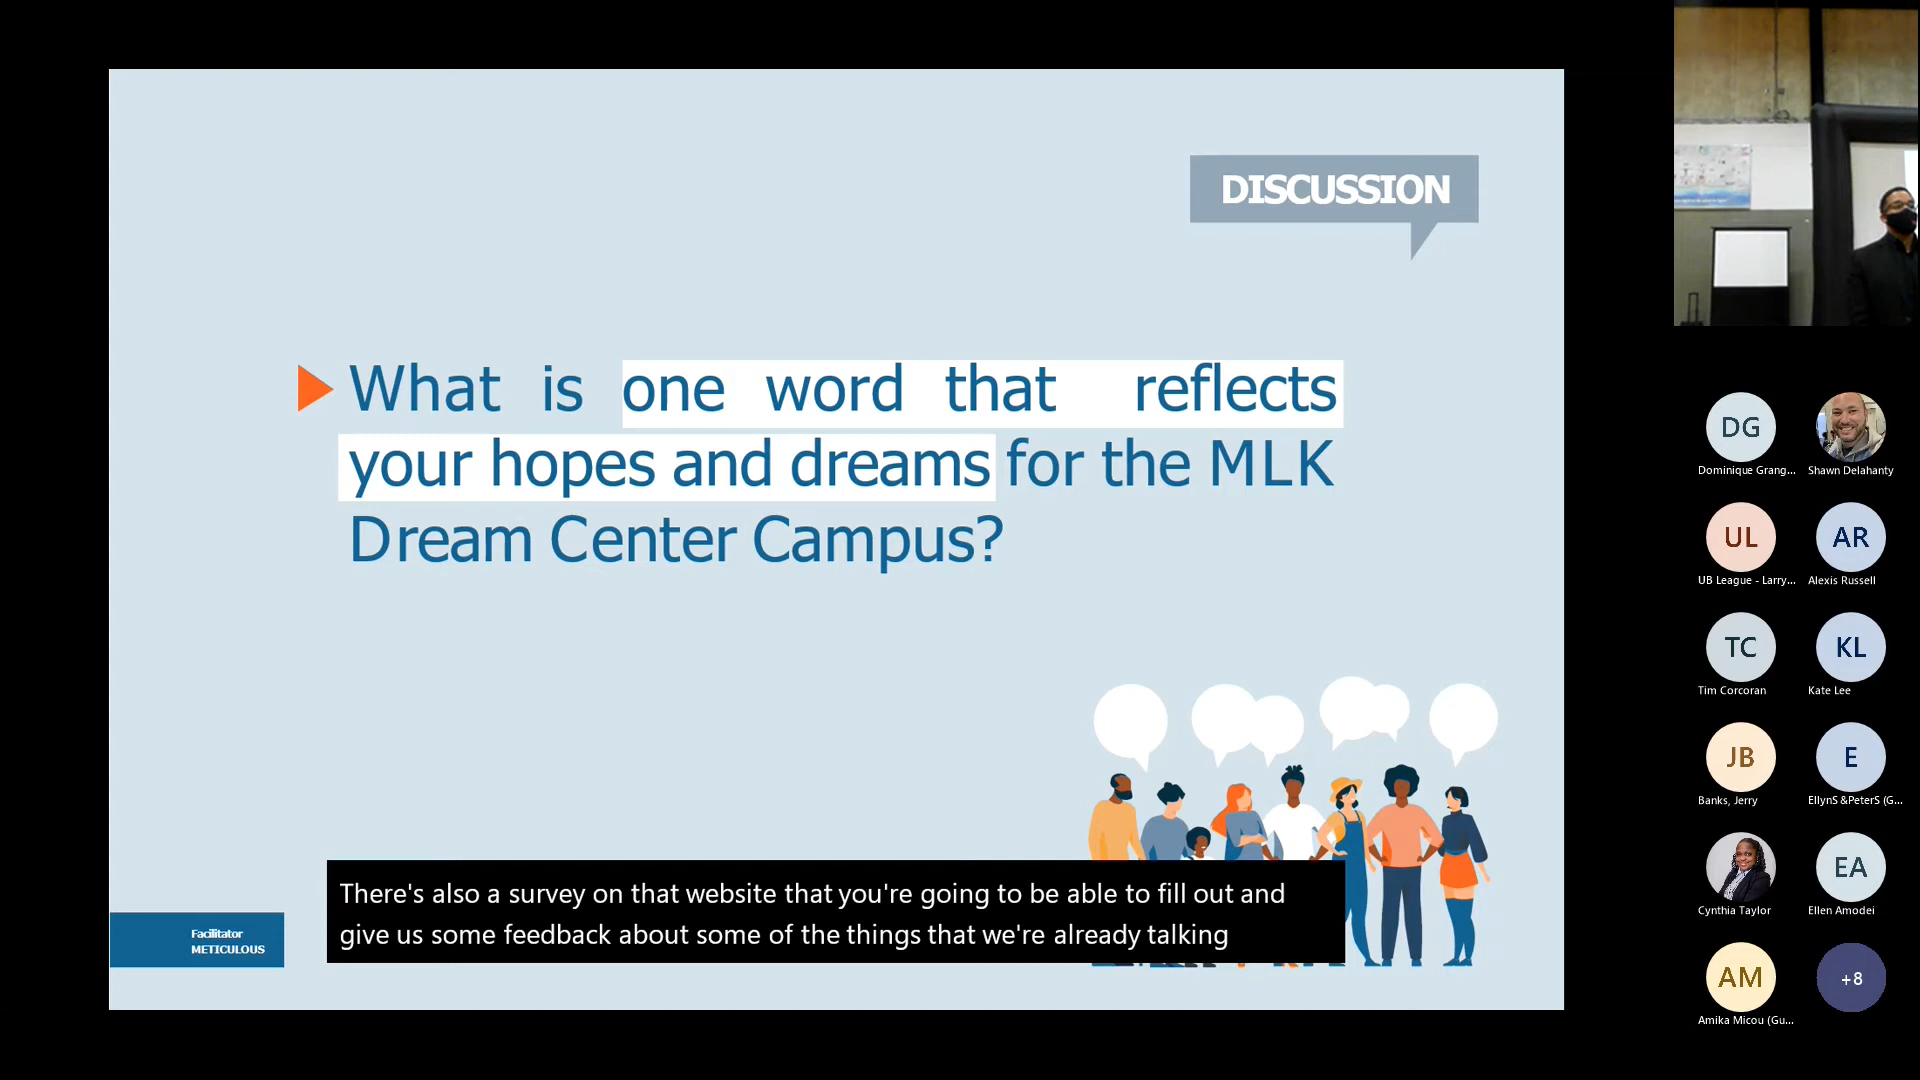 DISCUSSION
What is one word that reflects
your hopes and dreams for the MLK
Dream Center Campus?
There's also a survey on that website that you're going to be able to fill out and
give us some feedback about some of the things that we're already talking
Facilitator
METICULOUS
DG
Dominique Grang...
Shawn Delahanty
UL
UB League - Larry...
AR
Alexis Russell
TC
Tim Corcoran
KL
Kate Lee
JB
Banks, Jerry
E
EllynS &PeterS (G...
Cynthia Taylor
EA
Ellen Amodei
AM
Amika Micou (Gu...
+8